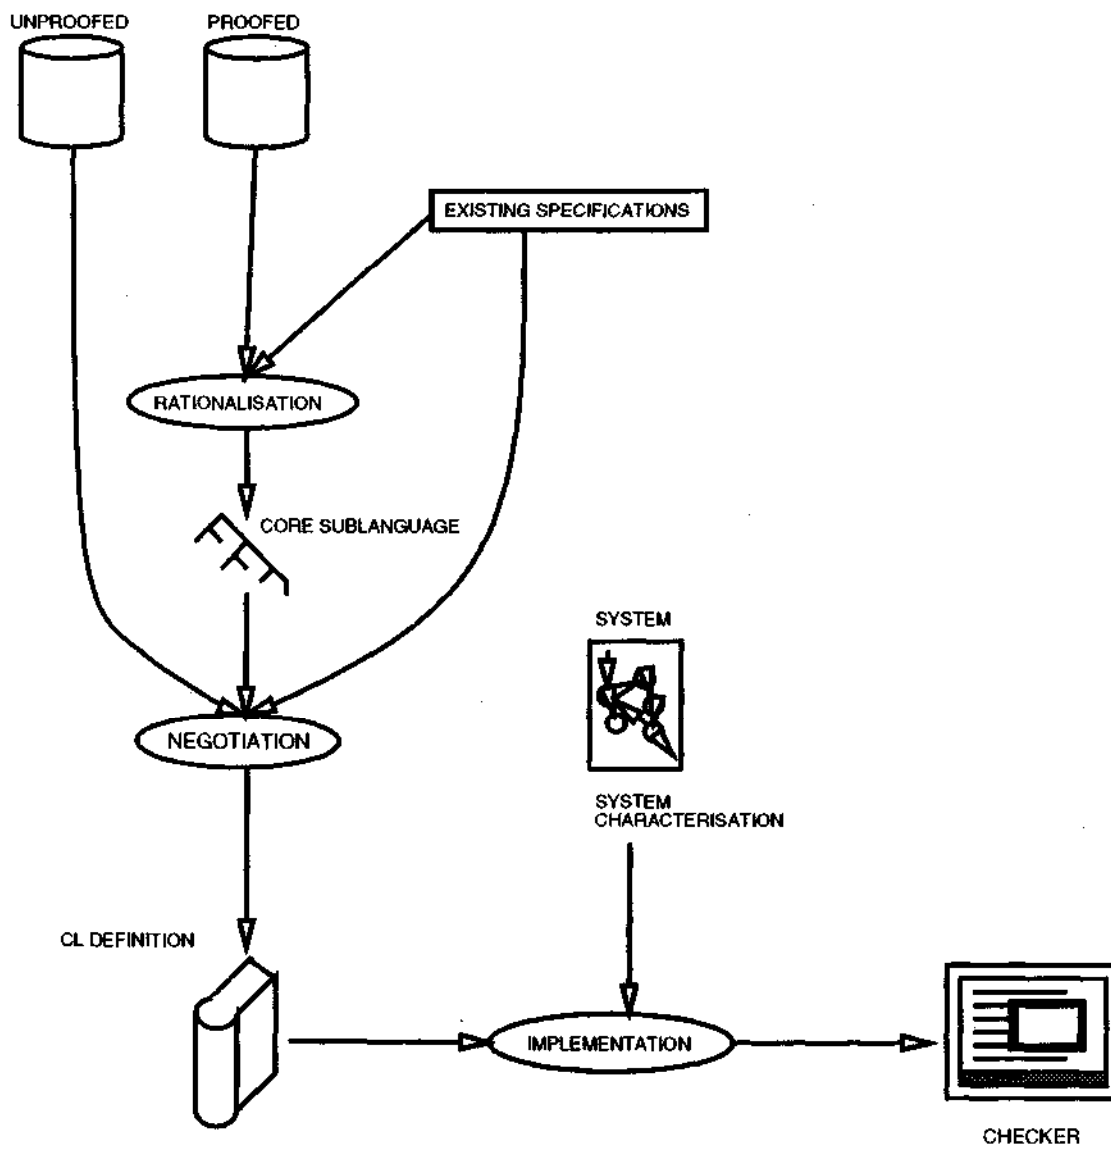 UNPROOFED
PROOFED
EXISTING SPECIFICATIONS
RATIONALISATION
CORE SUBLANGUAGE
SYSTEM
NEGOTIATION
SYSTEM
CHARACTERISATION
CL DEFINITION
IMPLEMENTATION
CHECKER